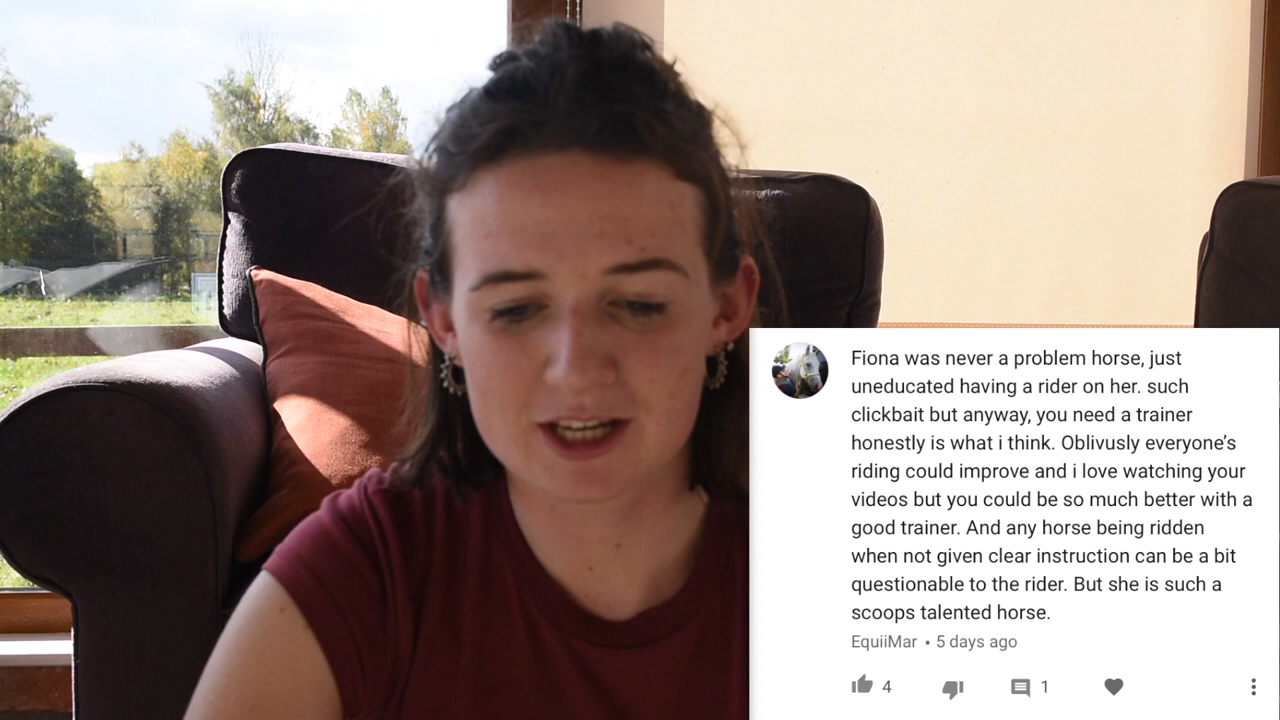 Fiona was never a problem horse, just
uneducated having a rider on her. such
clickbait but anyway, you need a trainer
honestly is what i think. Oblivusly everyone's
riding could improve and i love watching your
videos but you could be so much better with a
good trainer. And any horse being ridden
when not given clear instruction can be a bit
questionable to the rider. But she is such a
scoops talented horse.
EquiiMar • 5 days ago
4
1